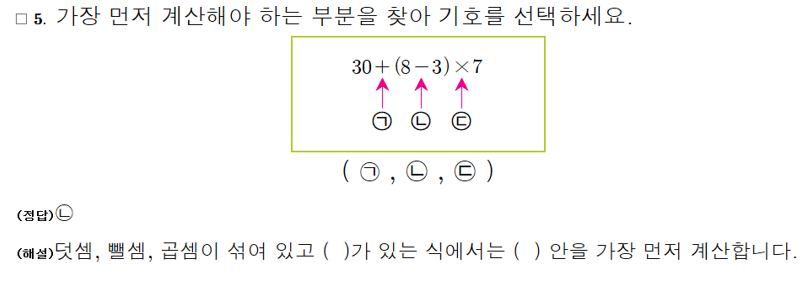 □ 5. 가장 먼저 계산해야 하는 부분을 찾아 기호를 선택하세요.
30+(8-3)×7
㉠ ㉡ ㉢
( ㉠ , ㉡ , ㉢ )
(정답)㉡
(해설)덧셈, 뺄셈, 곱셈이 섞여 있고 (  )가 있는 식에서는 (  ) 안을 가장 먼저 계산합니다.